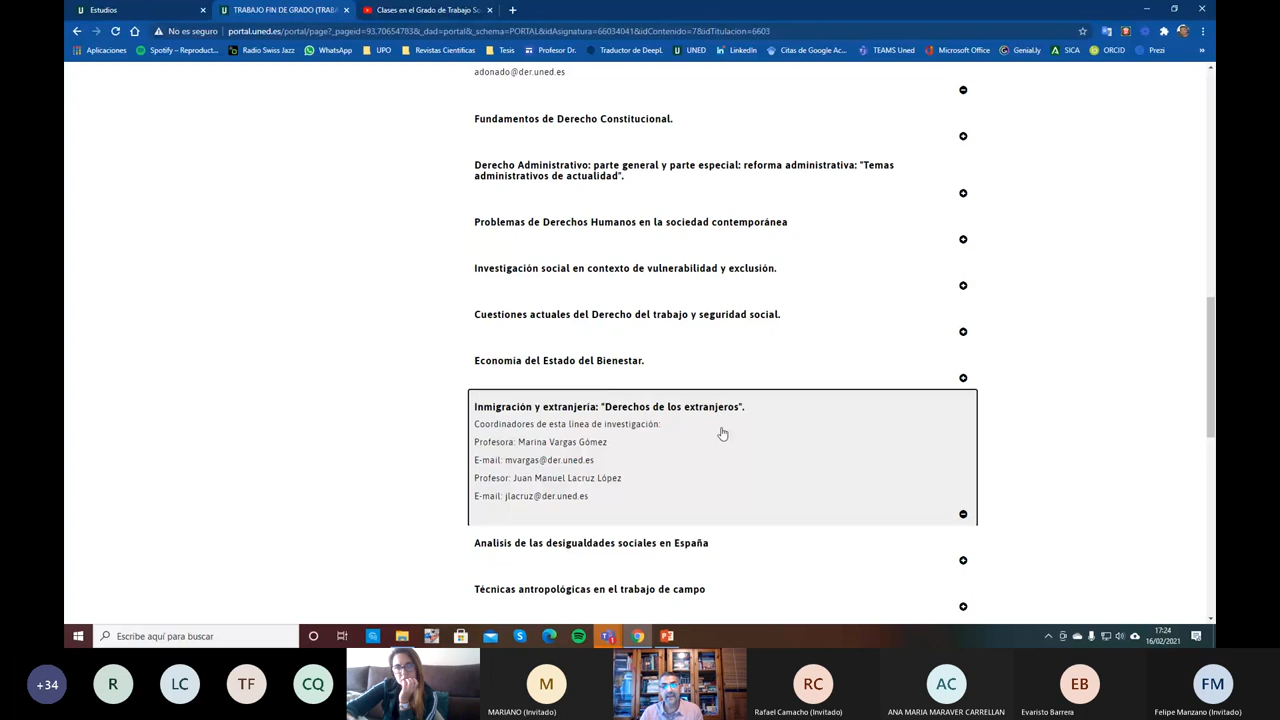 Estudios
TRABAJO FIN DE GRADO (TRABA
Clases en el Grado de Trabajo So
No es seguro
portal.uned.es/portal/page?_pageid=93,70654783&_dad=portal&_schema=PORTAL&idAsignatura=66034041&idContenido=7&idTitulacion=6603
Aplicaciones
Spotify – Reproduct...
Radio Swiss Jazz
WhatsApp
UPO
Revistas Científicas
Tesis
Profesor Dr.
Traductor de DeepL
UNED
LinkedIn
Citas de Google Ac...
TEAMS Uned
Microsoft Office
Genial.ly
SICA
ORCID
Prezi
adonado@der.uned.es
Fundamentos de Derecho Constitucional.
Derecho Administrativo: parte general y parte especial: reforma administrativa: "Temas
administrativos de actualidad".
Problemas de Derechos Humanos en la sociedad contemporánea
Investigación social en contexto de vulnerabilidad y exclusión.
Cuestiones actuales del Derecho del trabajo y seguridad social.
Economía del Estado del Bienestar.
Inmigración y extranjería: "Derechos de los extranjeros".
Coordinadores de esta línea de investigación:
Profesora: Marina Vargas Gómez
E-mail: mvargas@der.uned.es
Profesor: Juan Manuel Lacruz López
E-mail: jlacruz@der.uned.es
Analisis de las desigualdades sociales en España
Técnicas antropológicas en el trabajo de campo
Escribe aquí para buscar
17:24
16/02/2021
+34
R
LC
TF
CQ
M
MARIANO (Invitado)
RC
Rafael Camacho (Invitado)
AC
ANA MARIA MARAVER CARRELLAN
EB
Evaristo Barrera
FM
Felipe Manzano (Invitado)